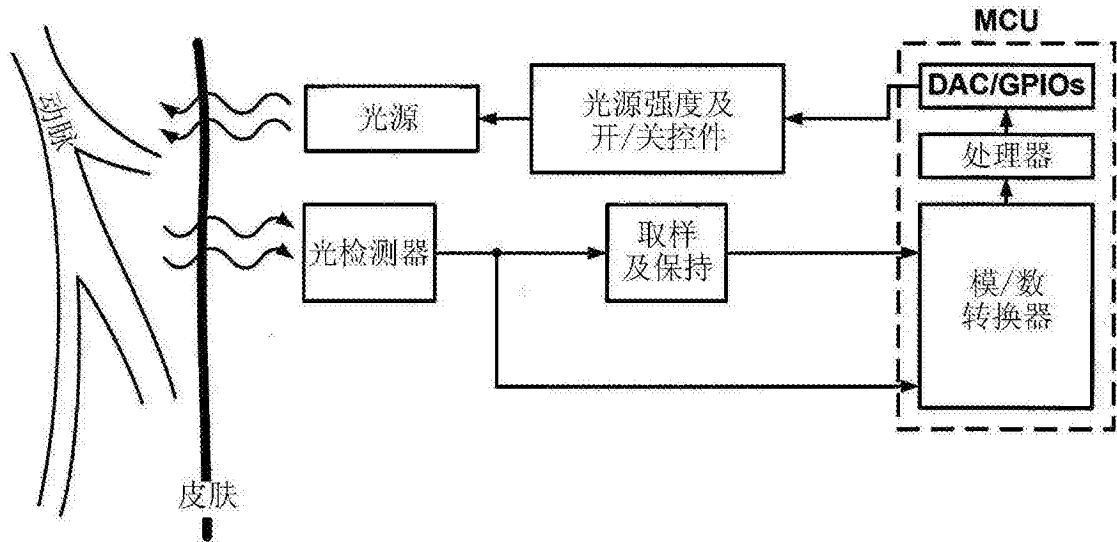 MCU
动脉
光源
光源强度及
开/关控件
DAC/GPIOs
处理器
光检测器
取样
及保持
模/数
转换器
皮肤